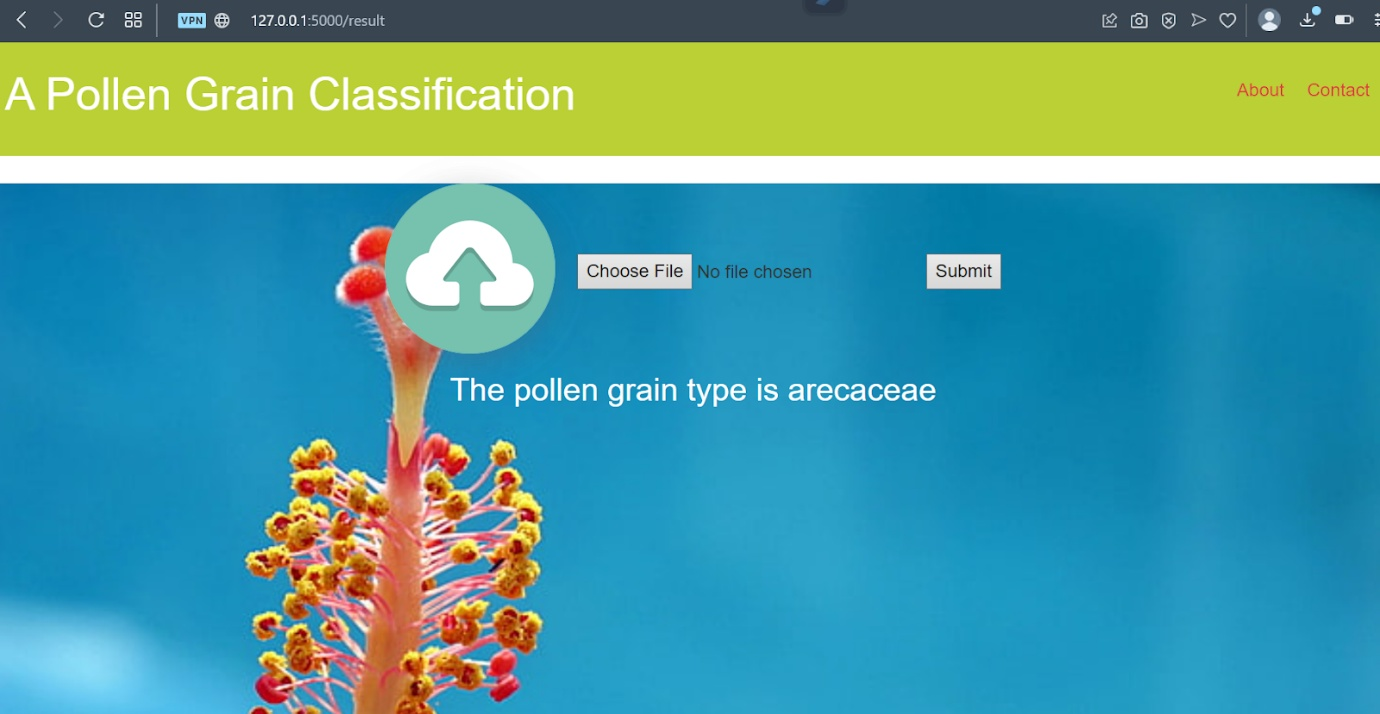 VPN 127.0.0.1:5000/result
A Pollen Grain Classification
About Contact
Choose File No file chosen Submit
The pollen grain type is arecaceae